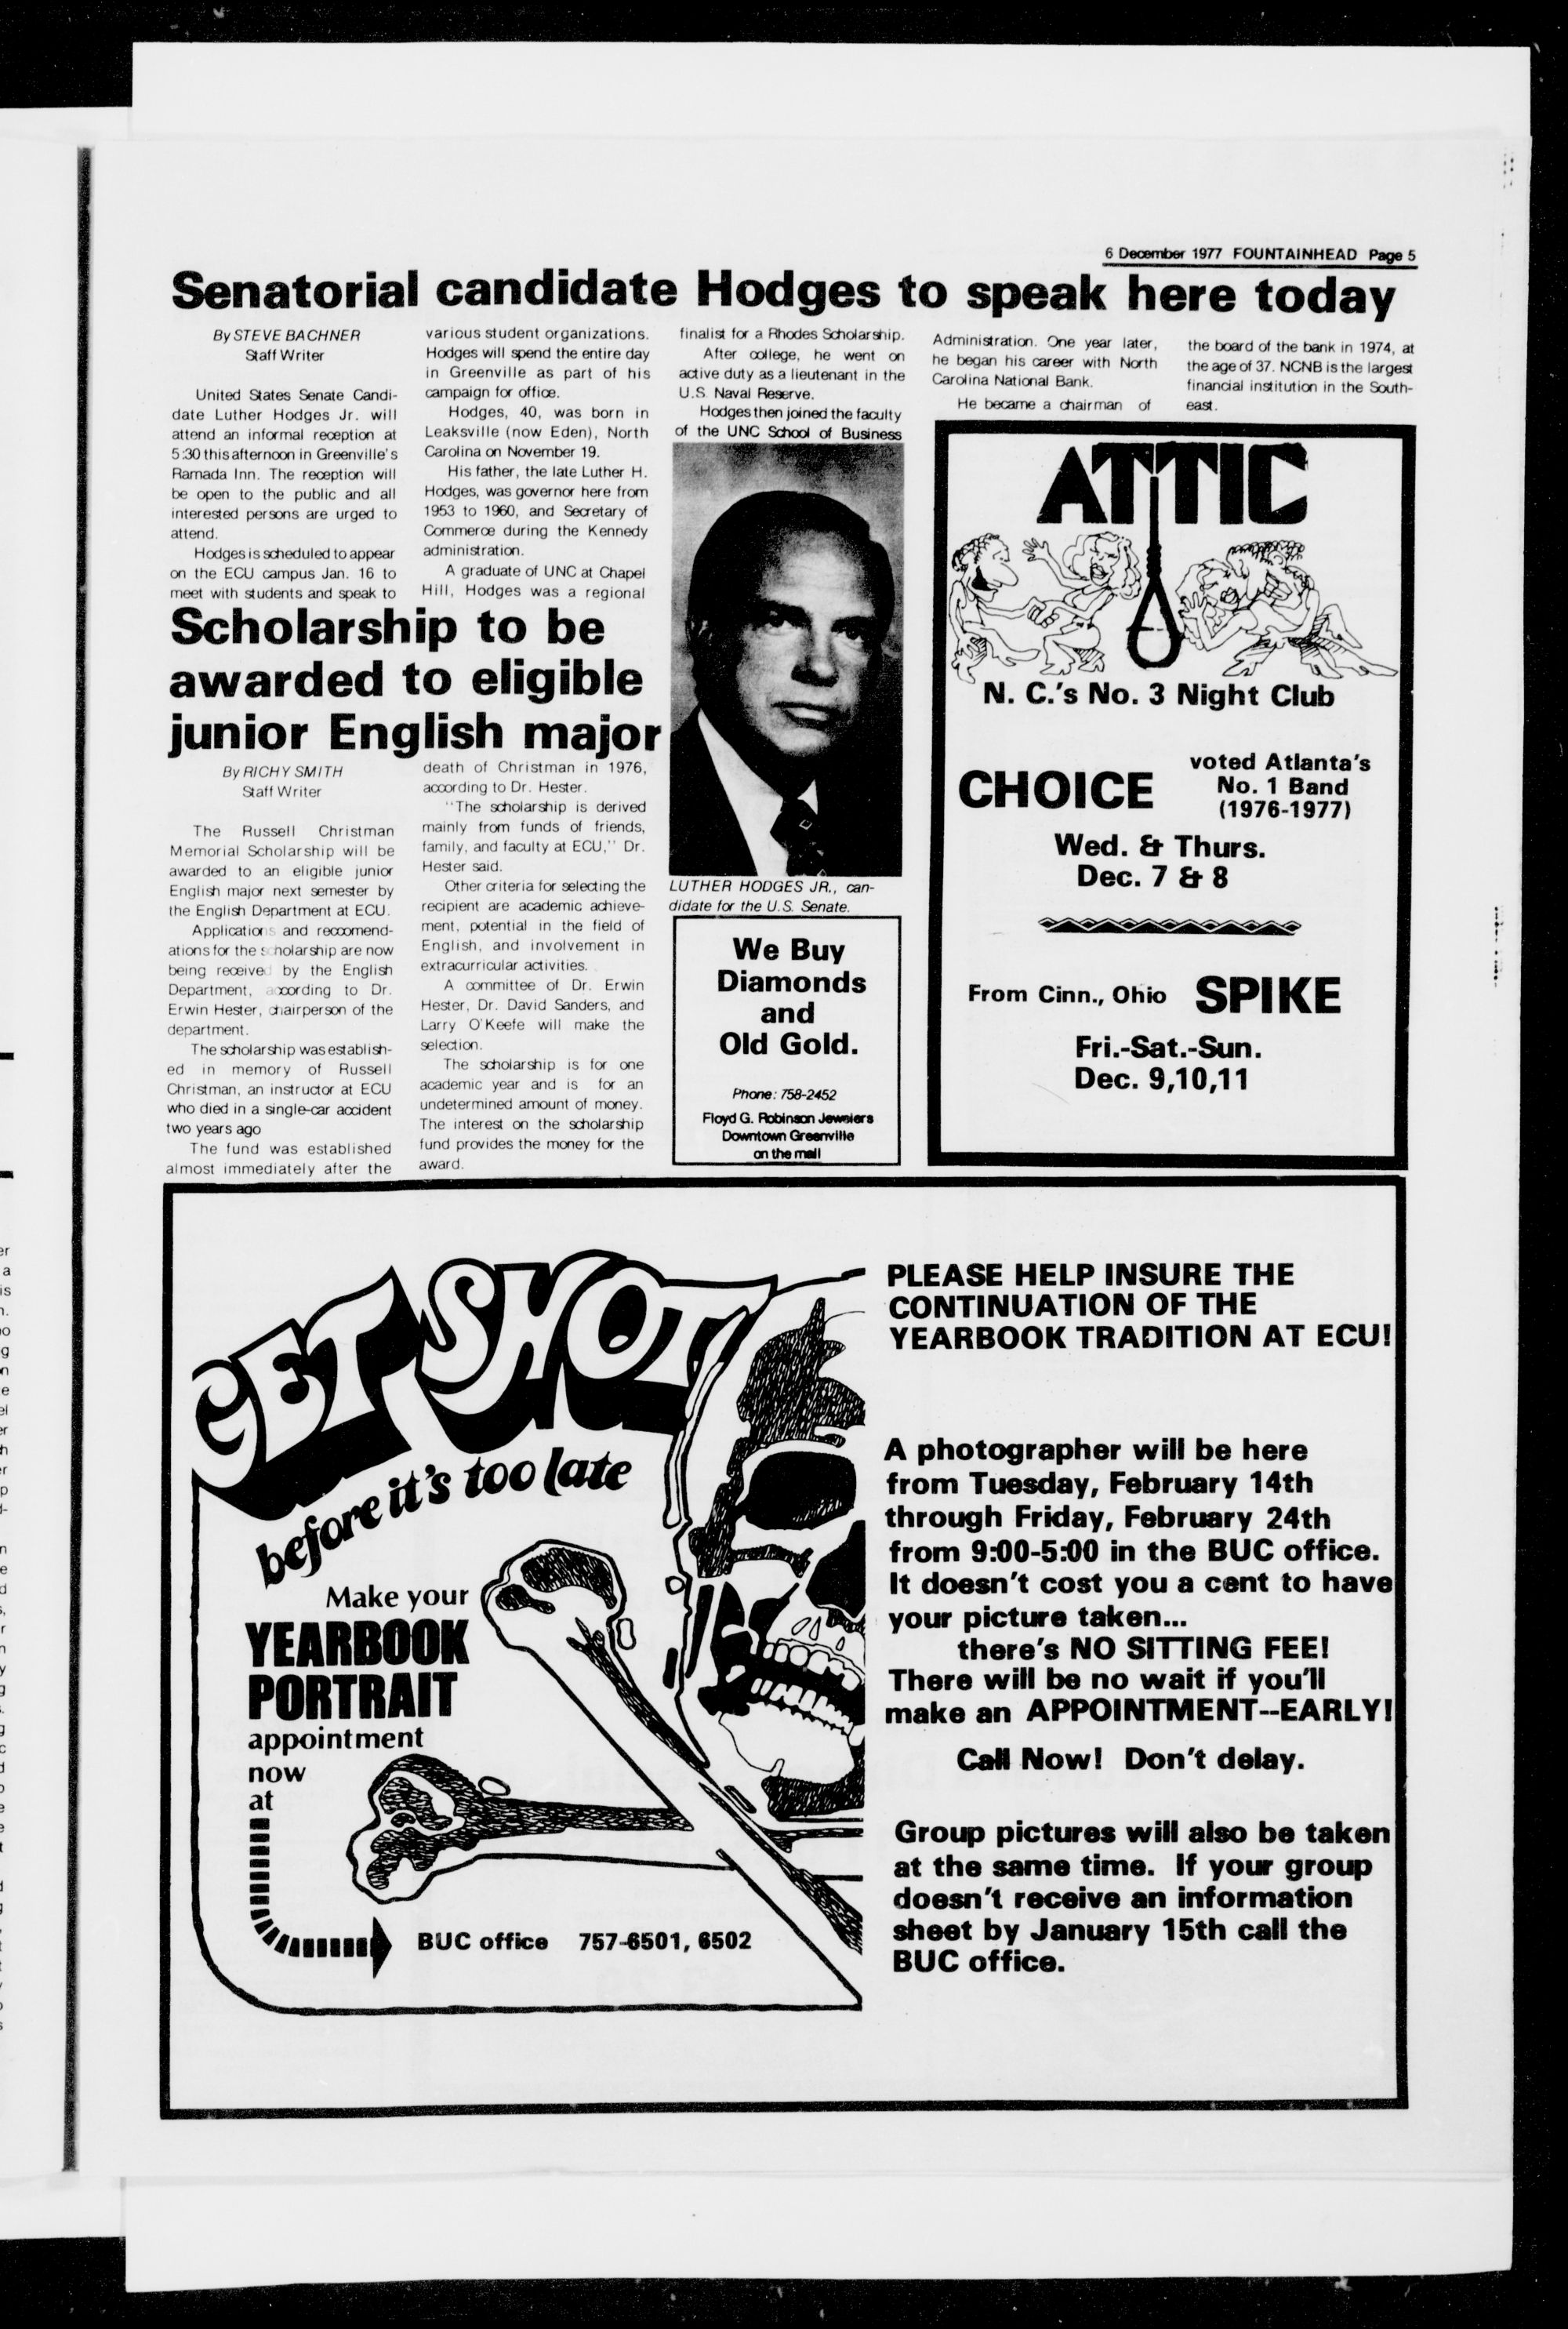 6 December 1977 FOUNTAINHEAD Page 5
Senatorial candidate Hodges to speak here today
By STEVE BACHNER
Staff Writer
United States Senate Candi-
date Luther Hodges Jr. will
attend an informal reception at
5:30 this afternoon in Greenville's
Ramada Inn. The reception will
be open to the public and all
interested persons are urged to
attend.
Hodges is scheduled to appear
on the ECU campus Jan. 16 to
meet with students and speak to
various student organizations.
Hodges will spend the entire day
in Greenville as part of his
campaign for office.
Hodges, 40, was born in
Leaksville (now Eden), North
Carolina on November 19.
His father, the late Luther H.
Hodges, was governor here from
1953 to 1960, and Secretary of
Commerce during the Kennedy
administration.
A graduate of UNC at Chapel
Hill, Hodges was a regional
finalist for a Rhodes Scholarship.
After college, he went on
active duty as a lieutenant in the
U.S. Naval Reserve.
Hodges then joined the faculty
of the UNC School of Business
Administration. One year later,
he began his career with North
Carolina National Bank.
He became a chairman of
the board of the bank in 1974, at
the age of 37. NCNB is the largest
financial institution in the South-
east.
LUTHER HODGES JR., can-
didate for the U.S. Senate.
Scholarship to be
awarded to eligible
junior English major
By RICHY SMITH
Staff Writer
The Russell Christman
Memorial Scholarship will be
awarded to an eligible junior
English major next semester by
the English Department at ECU.
Applications and reccomend-
ations for the scholarship are now
being received by the English
Department, according to Dr.
Erwin Hester, chairperson of the
department.
The scholarship was establish-
ed in memory of Russell
Christman, an instructor at ECU
who died in a single-car accident
two years ago
The fund was established
almost immediately after the
death of Christman in 1976,
according to Dr. Hester.
"The scholarship is derived
mainly from funds of friends,
family, and faculty at ECU," Dr.
Hester said.
Other criteria for selecting the
recipient are academic achieve-
ment, potential in the field of
English, and involvement in
extracurricular activities.
A committee of Dr. Erwin
Hester, Dr. David Sanders, and
Larry O'Keefe will make the
selection.
The scholarship is for one
academic year and is for an
undetermined amount of money.
The interest on the scholarship
fund provides the money for the
award.
We Buy
Diamonds
and
Old Gold.
Phone: 758-2452
Floyd G. Robinson Jewelers
Downtown Greenville
on the mall
ATTIC
N. C.'s No. 3 Night Club
CHOICE
voted Atlanta's
No. 1 Band
(1976-1977)
Wed. & Thurs.
Dec. 7 & 8
From Cinn., Ohio SPIKE
Fri.-Sat.-Sun.
Dec. 9,10,11
GET SHOT
before it's too late
Make your
YEARBOOK
PORTRAIT
appointment
now
at
BUC office 757-6501, 6502
PLEASE HELP INSURE THE
CONTINUATION OF THE
YEARBOOK TRADITION AT ECU!
A photographer will be here
from Tuesday, February 14th
through Friday, February 24th
from 9:00-5:00 in the BUC office.
It doesn't cost you a cent to have
your picture taken...
there's NO SITTING FEE!
There will be no wait if you'll
make an APPOINTMENT--EARLY!
Call Now! Don't delay.
Group pictures will also be taken
at the same time. If your group
doesn't receive an information
sheet by January 15th call the
BUC office.